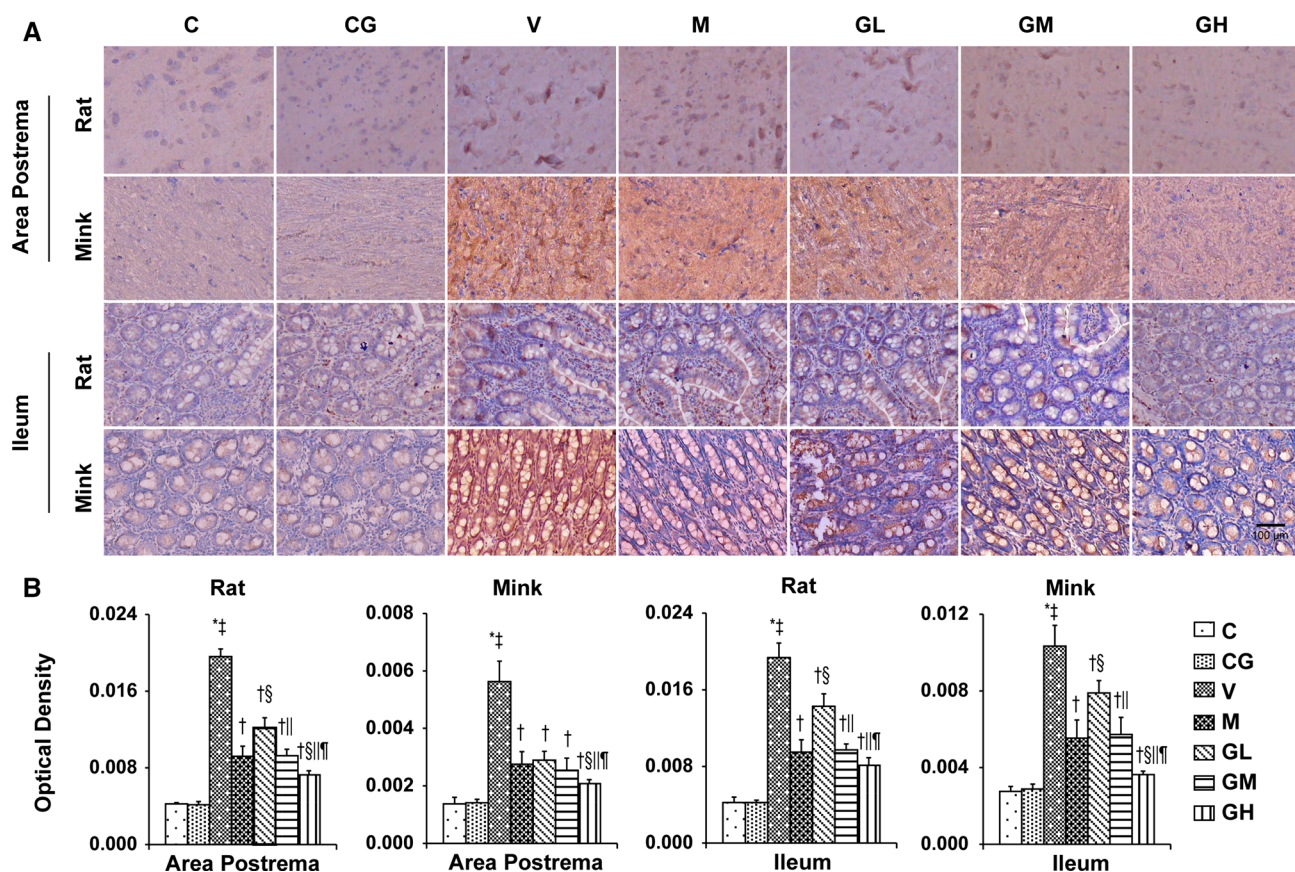 A
C CG V M GL GM GH
Area Postrema
Rat
Mink
Ileum
Rat
Mink
100 μm
B
Rat
Mink
Rat
Mink
Optical Density
0.024
0.016
0.008
0.000
*‡
†
†§
†||
†§||¶
Area Postrema
0.008
0.006
0.004
0.002
0.000
*‡
†
†
†
†§||¶
Area Postrema
0.024
0.016
0.008
0.000
*‡
†
†§
†||
†§||¶
Ileum
0.012
0.008
0.004
0.000
*‡
†
†§
†||
†§||¶
Ileum
C
CG
V
M
GL
GM
GH